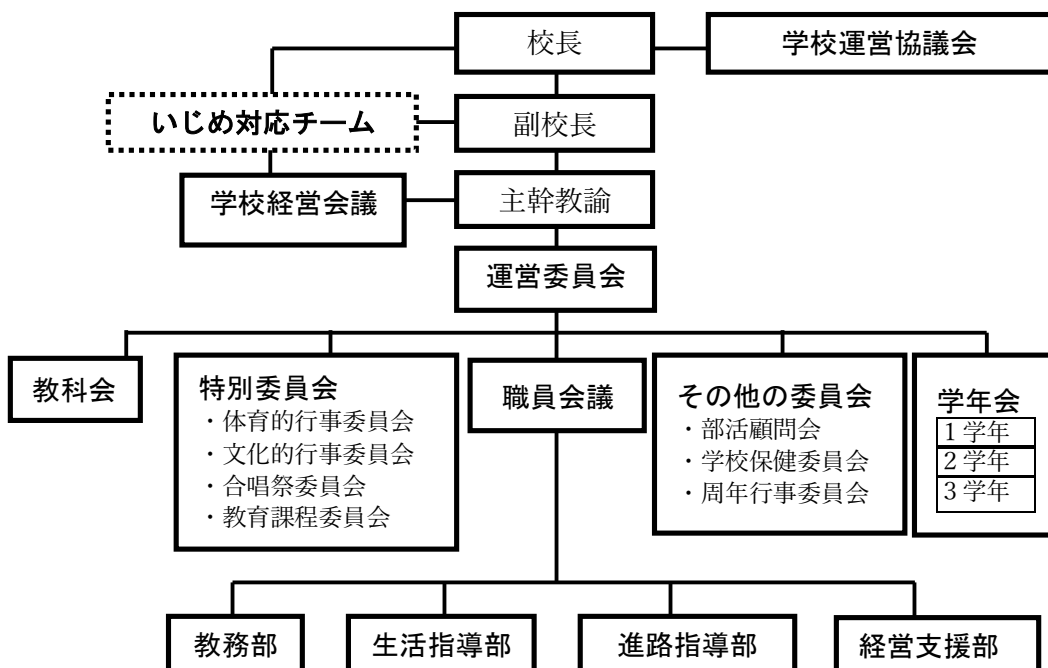 校長
学校運営協議会
いじめ対応チーム
副校長
学校経営会議
主幹教諭
運営委員会
教科会
特別委員会
・体育的行事委員会
・文化的行事委員会
・合唱祭委員会
・教育課程委員会
職員会議
その他の委員会
・部活顧問会
・学校保健委員会
・周年行事委員会
学年会
1学年
2学年
3学年
教務部
生活指導部
進路指導部
経営支援部